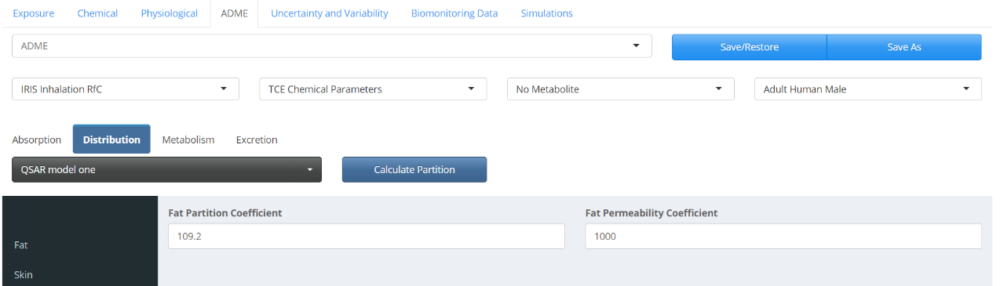 Exposure Chemical Physiological ADME Uncertainty and Variability Biomonitoring Data Simulations
ADME Save/Restore Save As
IRIS Inhalation RfC TCE Chemical Parameters No Metabolite Adult Human Male
Absorption Distribution Metabolism Excretion
QSAR model one Calculate Partition
Fat Partition Coefficient Fat Permeability Coefficient
109.2 1000
Fat
Skin